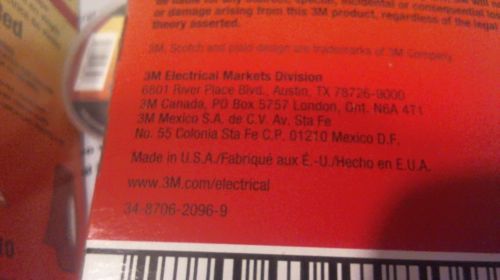 or damage arising from this 3M product, regardless of the legal
theory asserted.
3M, Scotch and plaid design are trademarks of 3M Company.
3M Electrical Markets Division
6801 River Place Blvd., Austin, TX 78726-9000
3M Canada, PO Box 5757 London, Ont. N6A 4T1
3M Mexico S.A. de C.V. Av. Sta Fe
No. 55 Colonia Sta Fe C.P. 01210 Mexico D.F.
Made in U.S.A./Fabriqué aux É.-U./Hecho en E.U.A.
www.3M.com/electrical
34-8706-2096-9